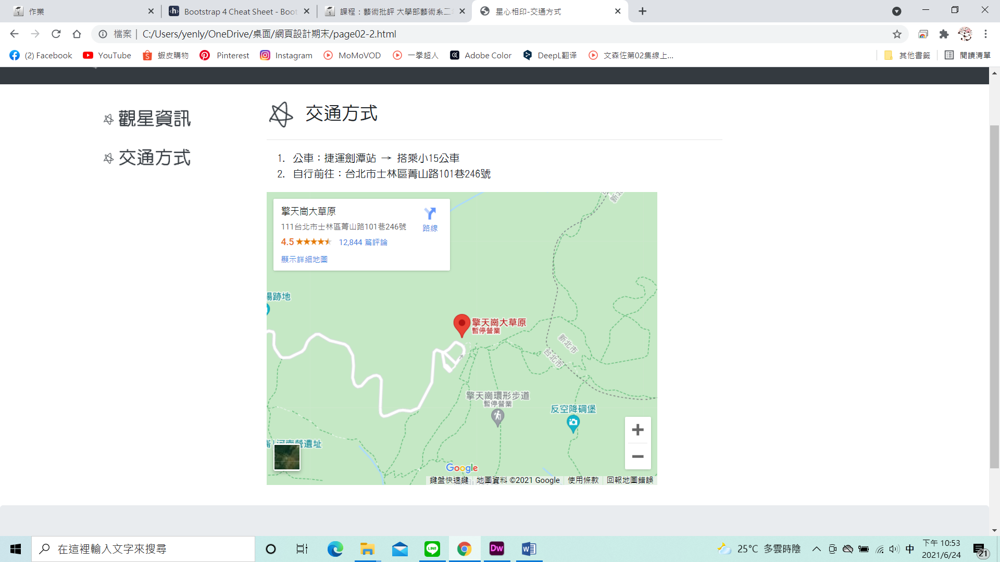 作業
Bootstrap 4 Cheat Sheet - Boot
課程：藝術批評 大學部藝術系二
星心相印-交通方式
檔案
C:/Users/yenly/OneDrive/桌面/網頁設計期末/page02-2.html
(2) Facebook
YouTube
蝦皮購物
Pinterest
Instagram
MoMoVOD
一拳超人
Adobe Color
DeepL翻译
文森佐第02集線上...
其他書籤
閱讀清單
觀星資訊
交通方式
交通方式
1. 公車：捷運劍潭站 → 搭乘小15公車
2. 自行前往：台北市士林區菁山路101巷246號
擎天崗大草原
111台北市士林區菁山路101巷246號
4.5
12,844 篇評論
顯示詳細地圖
路線
新北
場跡地
擎天崗大草原
暫停營業
新北市
台北市
擎天崗環形步道
暫停營業
反空降碉堡
河南營遺址
Google
鍵盤快速鍵
地圖資料 ©2021 Google
使用條款
回報地圖錯誤
在這裡輸入文字來搜尋
LINE
Dw
W
25°C 多雲時陰
中
下午 10:53
2021/6/24
21